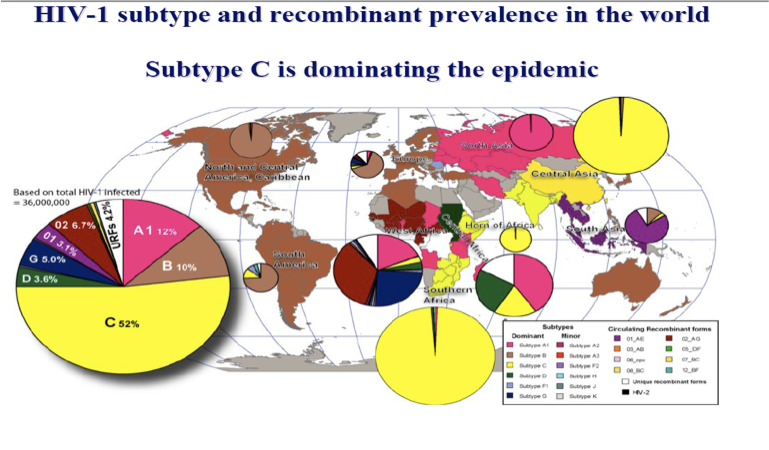 HIV-1 subtype and recombinant prevalence in the world
Subtype C is dominating the epidemic
Based on total HIV-1 Infected
= 36,000,000
North and Central
America, Caribbean
Europe
South Asia
Central Asia
West Africa
Horn of Africa
Central Africa
South Asia
South
America
Southern
Africa
URFs 4.2%
A1 12%
B 10%
C 52%
D 3.6%
G 5.0%
01 3.1%
02 6.7%
Subtypes
Dominant
Minor
Circulating Recombinant forms
Subtype A1
Subtype B
Subtype C
Subtype D
Subtype F1
Subtype G
Subtype A2
Subtype A3
Subtype F2
Subtype H
Subtype J
Subtype K
01_AE
03_AB
06_cpx
08_BC
02_AG
05_DF
07_BC
12_BF
Unique recombinant forms
HIV-2